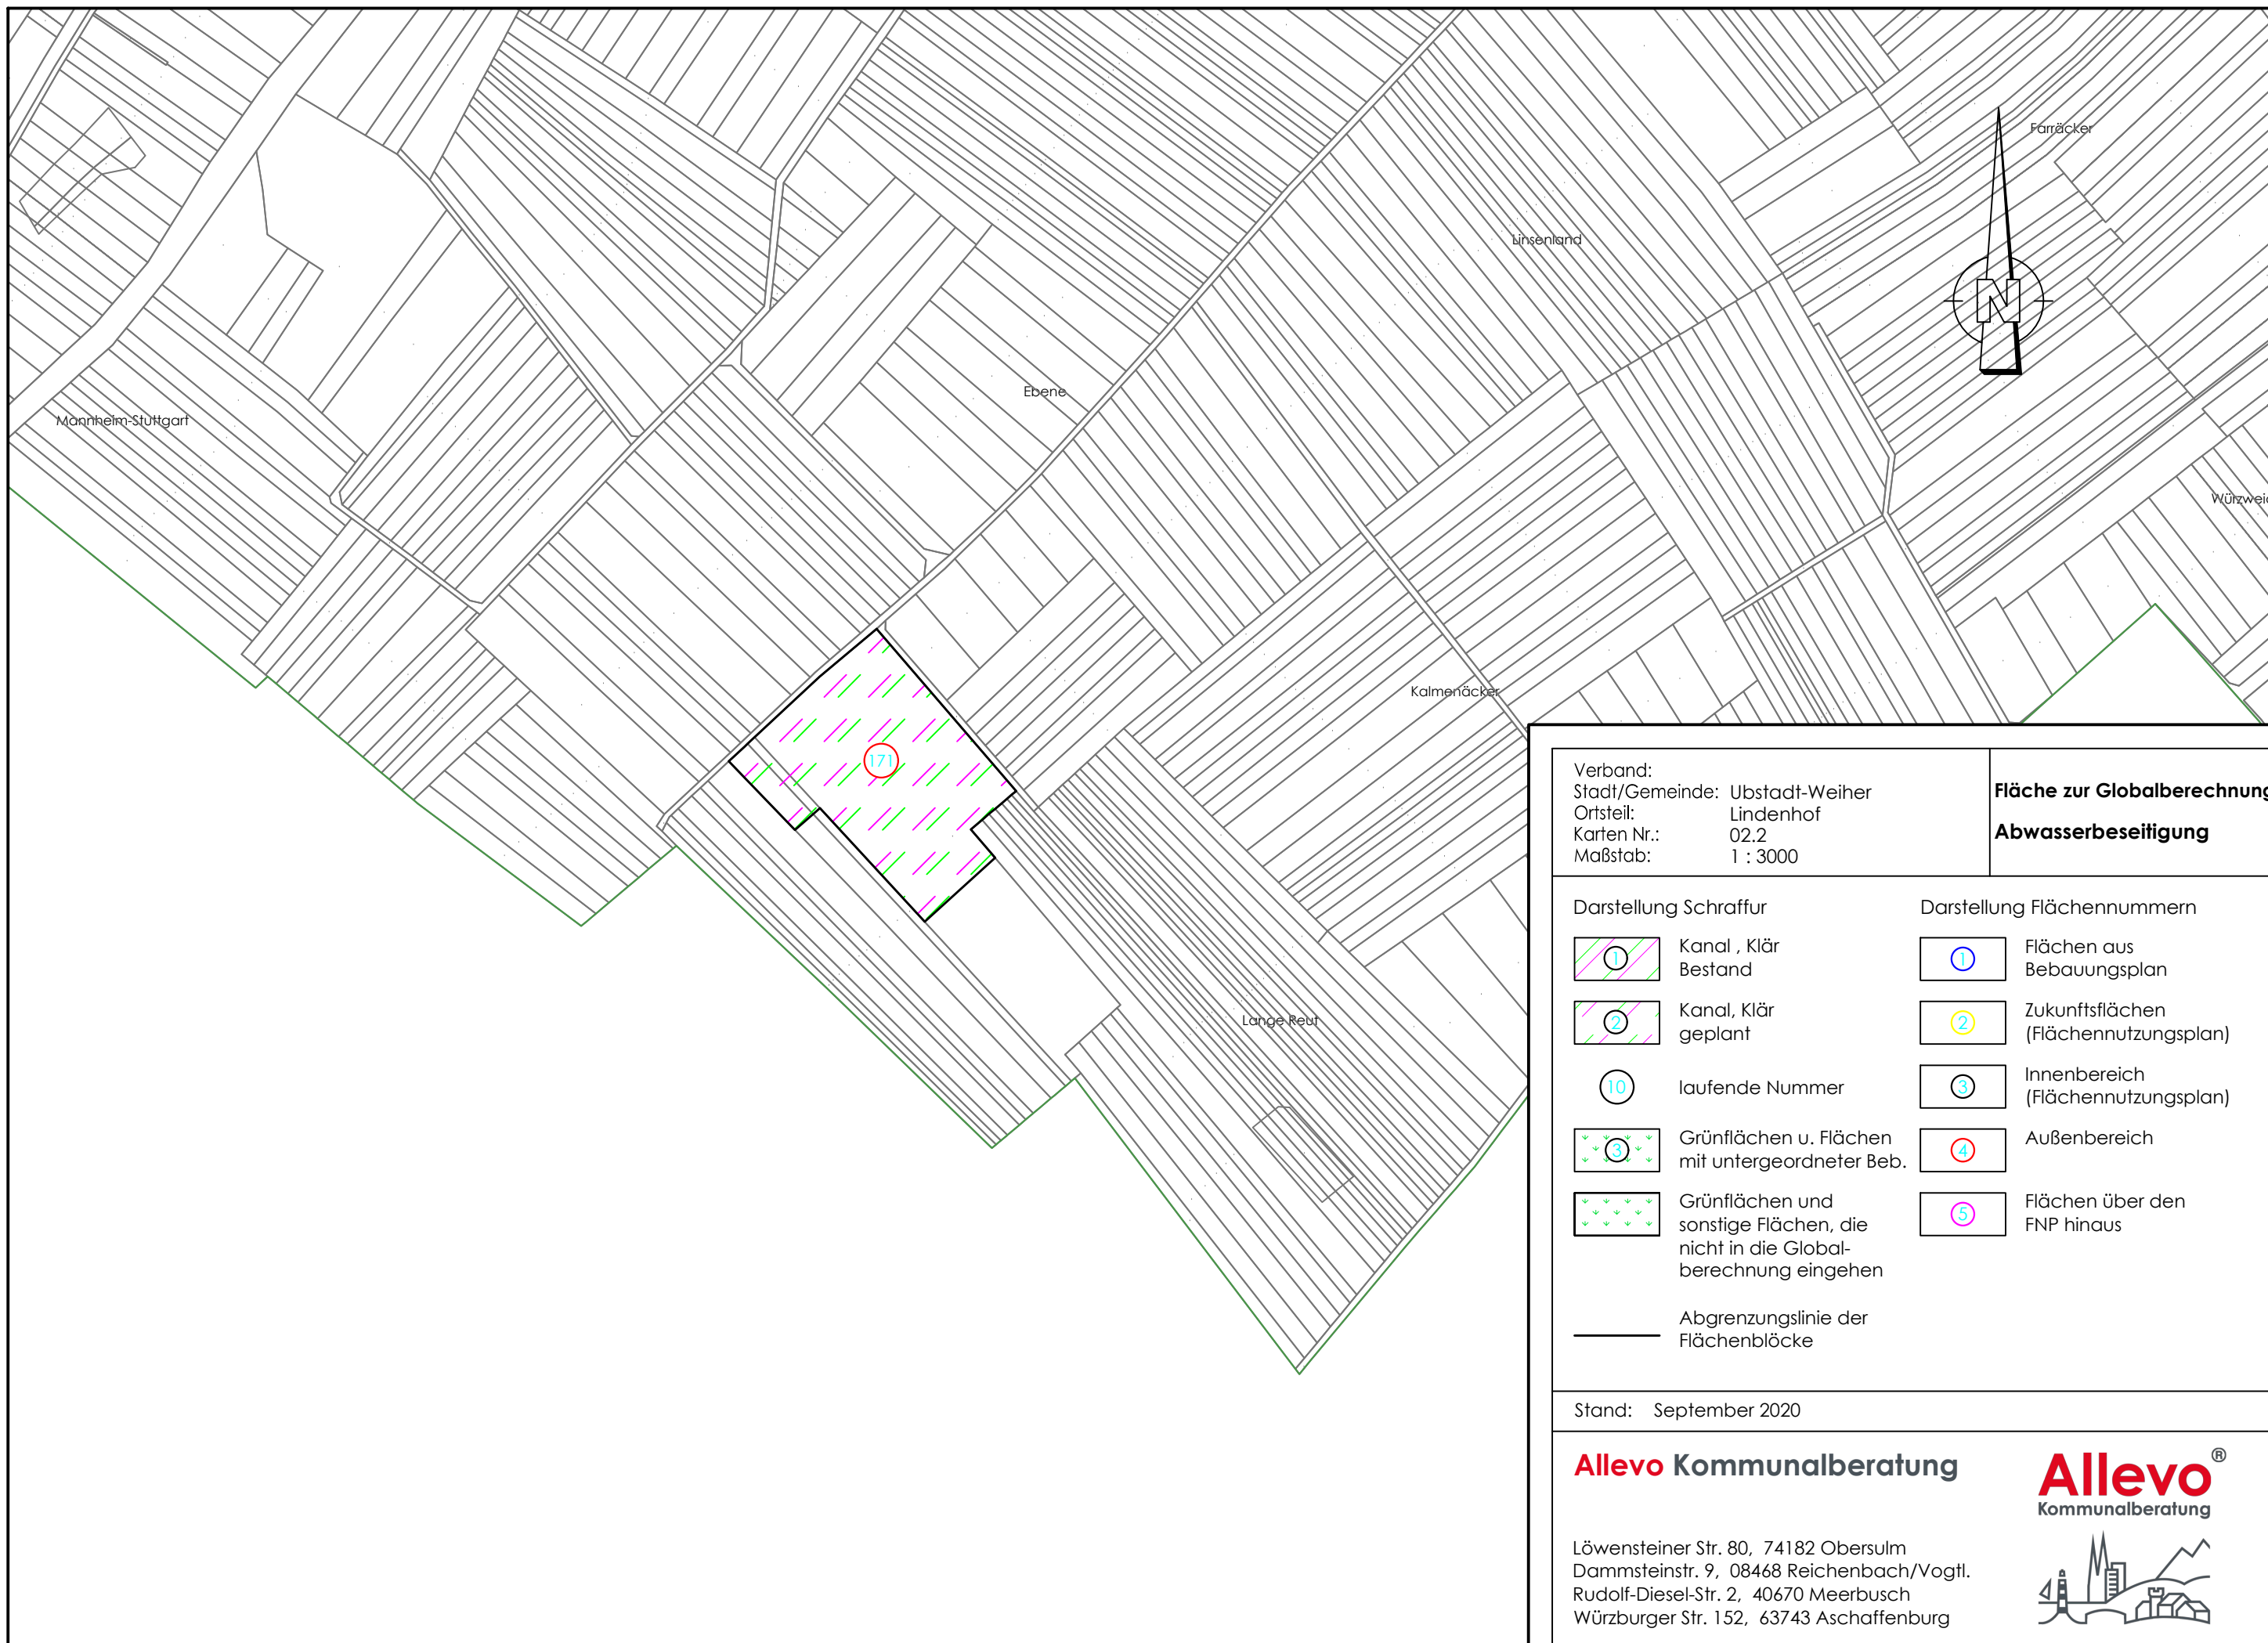 Farräcker
Linsenland
Ebene
Mannheim-Stuttgart
N
Kalmenäcker
171
Lange Reut
Verband:
Stadt/Gemeinde: Ubstadt-Weiher
Ortsteil: Lindenhof
Karten Nr.: 02.2
Maßstab: 1 : 3000
Fläche zur Globalberechnung
Abwasserbeseitigung
Darstellung Schraffur
1 Kanal , Klär
Bestand
2 Kanal, Klär
geplant
10 laufende Nummer
3 Grünflächen u. Flächen
mit untergeordneter Beb.
Grünflächen und
sonstige Flächen, die
nicht in die Global-
berechnung eingehen
Abgrenzungslinie der
Flächenblöcke
Darstellung Flächennummern
1 Flächen aus
Bebauungsplan
2 Zukunftsflächen
(Flächennutzungsplan)
3 Innenbereich
(Flächennutzungsplan)
4 Außenbereich
5 Flächen über den
FNP hinaus
Stand: September 2020
Allevo Kommunalberatung
Allevo®
Kommunalberatung
Löwensteiner Str. 80, 74182 Obersulm
Dammsteinstr. 9, 08468 Reichenbach/Vogtl.
Rudolf-Diesel-Str. 2, 40670 Meerbusch
Würzburger Str. 152, 63743 Aschaffenburg